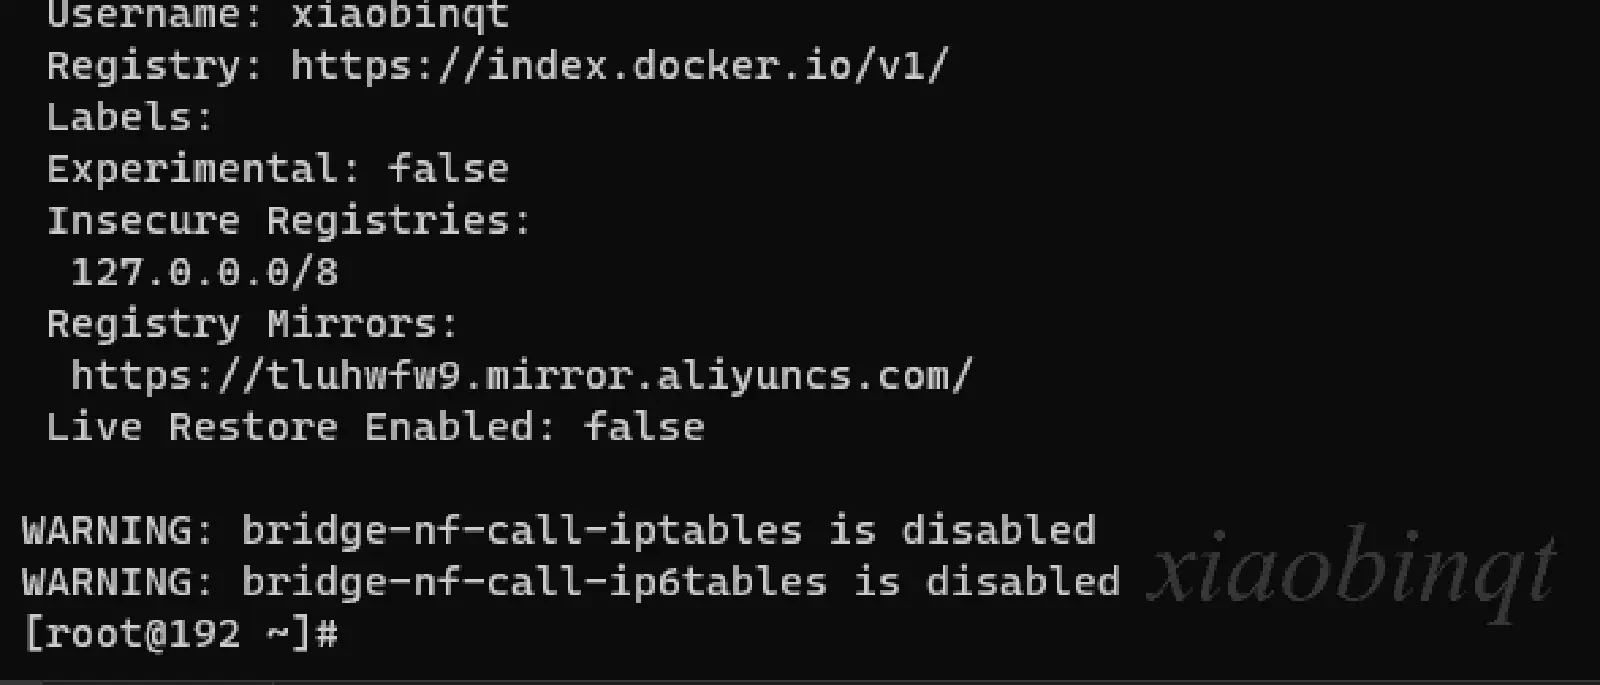 Username: xiaobinqt
Registry: https://index.docker.io/v1/
Labels:
Experimental: false
Insecure Registries:
127.0.0.0/8
Registry Mirrors:
https://tluhwfw9.mirror.aliyuncs.com/
Live Restore Enabled: false
WARNING: bridge-nf-call-iptables is disabled
WARNING: bridge-nf-call-ip6tables is disabled
xiaobinqt
[root@192 ~]#